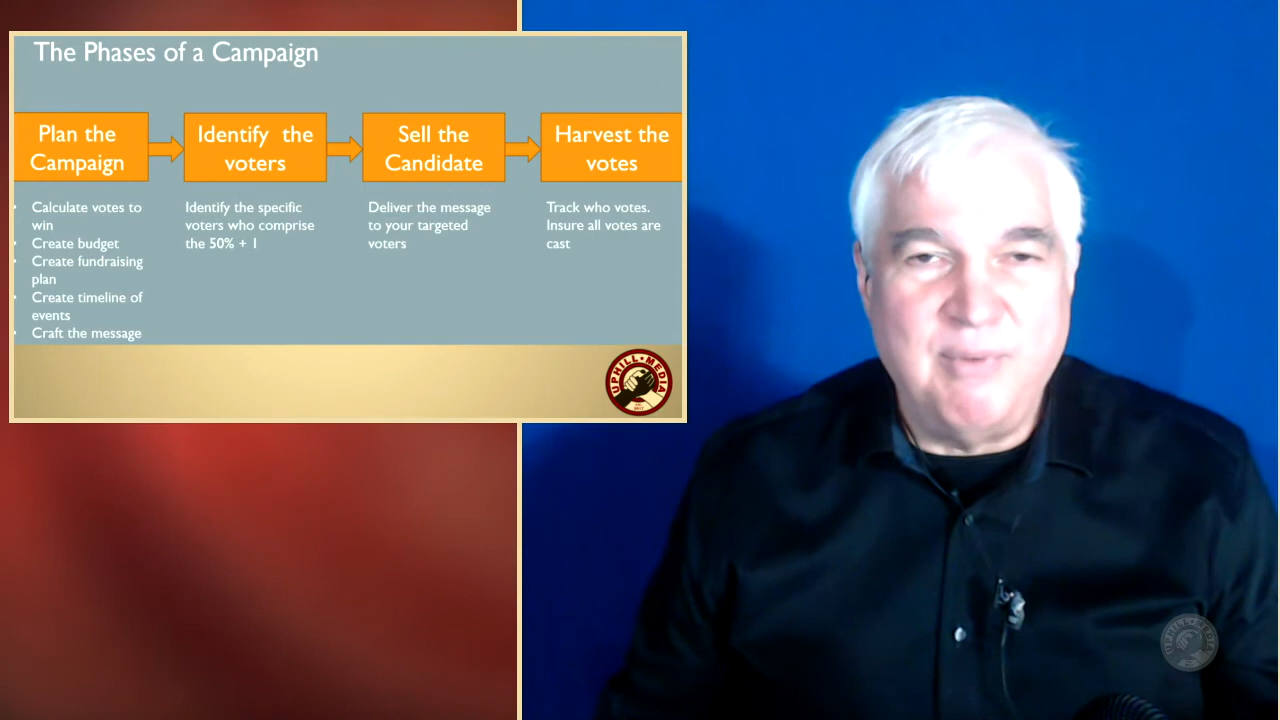 The Phases of a Campaign
Plan the
Campaign
Identify the
voters
Sell the
Candidate
Harvest the
votes
Calculate votes to
win
Create budget
Create fundraising
plan
Create timeline of
events
Craft the message
Identify the specific
voters who comprise
the 50% + 1
Deliver the message
to your targeted
voters
Track who votes.
Insure all votes are
cast
UPHILL MEDIA
UPHILL MEDIA